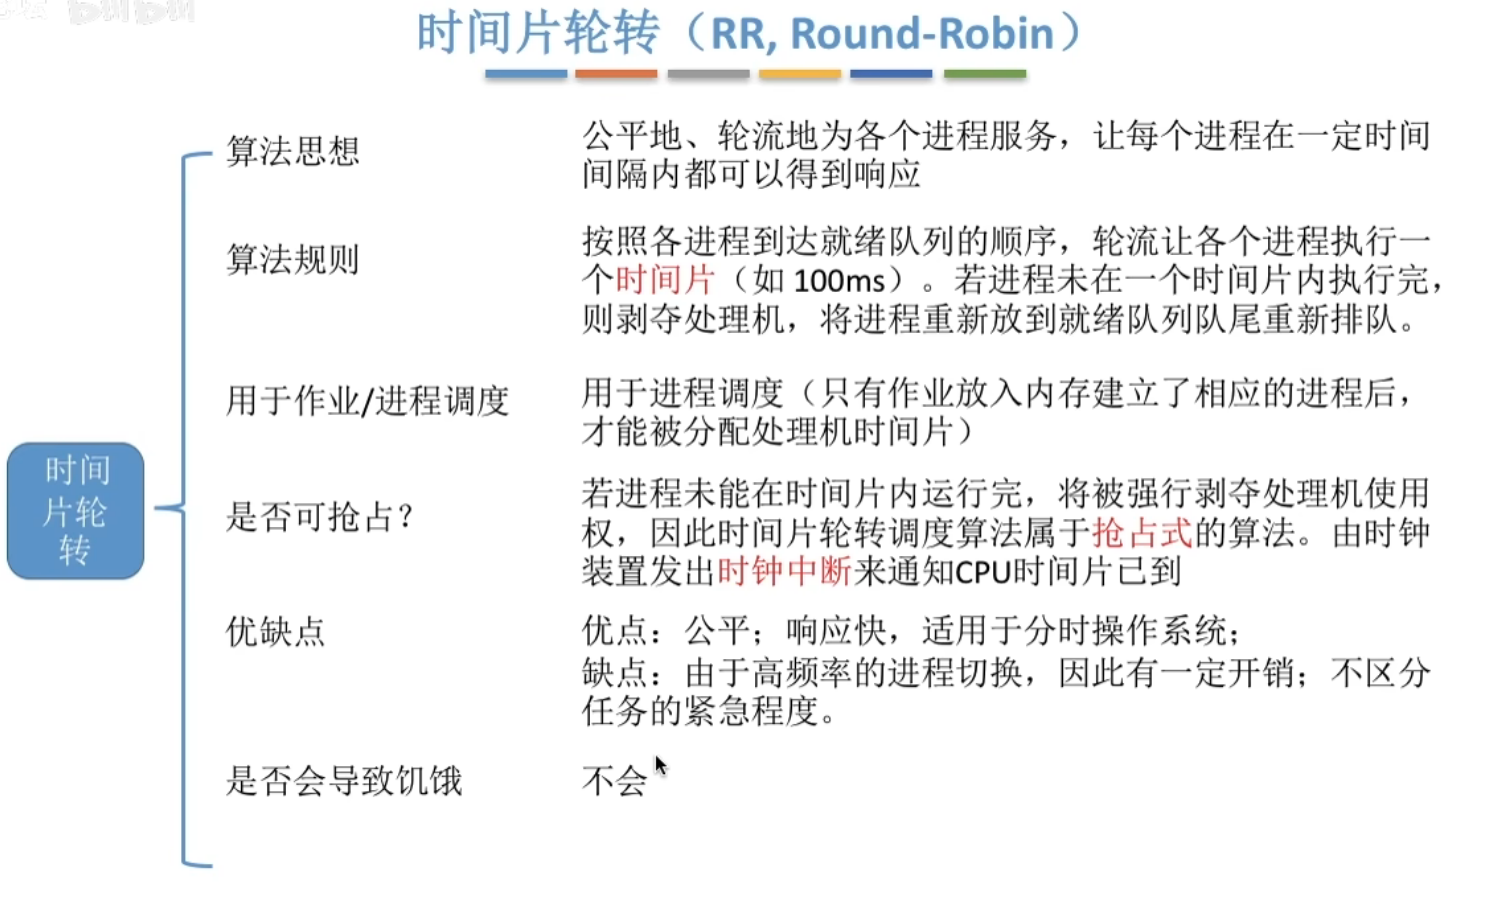 时间片轮转（RR, Round-Robin）
算法思想
公平地、轮流地为各个进程服务，让每个进程在一定时间
间隔内都可以得到响应
算法规则
按照各进程到达就绪队列的顺序，轮流让各个进程执行一
个时间片（如 100ms）。若进程未在一个时间片内执行完，
则剥夺处理机，将进程重新放到就绪队列队尾重新排队。
用于作业/进程调度
用于进程调度（只有作业放入内存建立了相应的进程后，
才能被分配处理机时间片）
时间
片轮
转
是否可抢占？
若进程未能在时间片内运行完，将被强行剥夺处理机使用
权，因此时间片轮转调度算法属于抢占式的算法。由时钟
装置发出时钟中断来通知CPU时间片已到
优缺点
优点：公平；响应快，适用于分时操作系统；
缺点：由于高频率的进程切换，因此有一定开销；不区分
任务的紧急程度。
是否会导致饥饿
不会